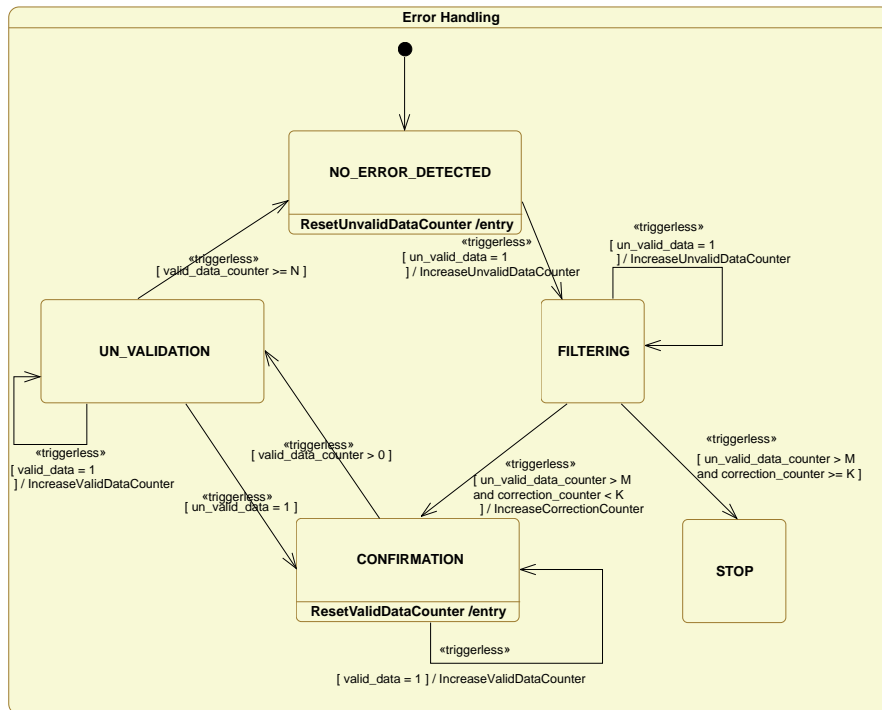 Error Handling
NO_ERROR_DETECTED
ResetUnvalidDataCounter /entry
«triggerless»
[ un_valid_data = 1
] / IncreaseUnvalidDataCounter
«triggerless»
[ un_valid_data = 1
] / IncreaseUnvalidDataCounter
«triggerless»
[ valid_data_counter >= N ]
UN_VALIDATION
FILTERING
«triggerless»
[ valid_data = 1
] / IncreaseValidDataCounter
«triggerless»
[ valid_data_counter > 0 ]
«triggerless»
[ un_valid_data = 1 ]
«triggerless»
[ un_valid_data_counter > M
and correction_counter < K
] / IncreaseCorrectionCounter
«triggerless»
[ un_valid_data_counter > M
and correction_counter >= K ]
CONFIRMATION
ResetValidDataCounter /entry
STOP
«triggerless»
[ valid_data = 1 ] / IncreaseValidDataCounter